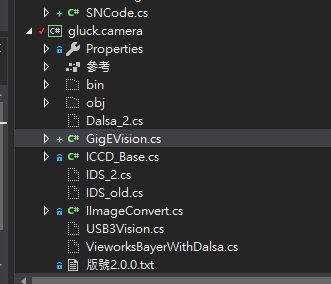 SNCode.cs
gluck.camera
Properties
參考
bin
obj
Dalsa_2.cs
GigEVision.cs
ICCD_Base.cs
IDS_2.cs
IDS_old.cs
IImageConvert.cs
USB3Vision.cs
VieworksBayerWithDalsa.cs
版號2.0.0.txt